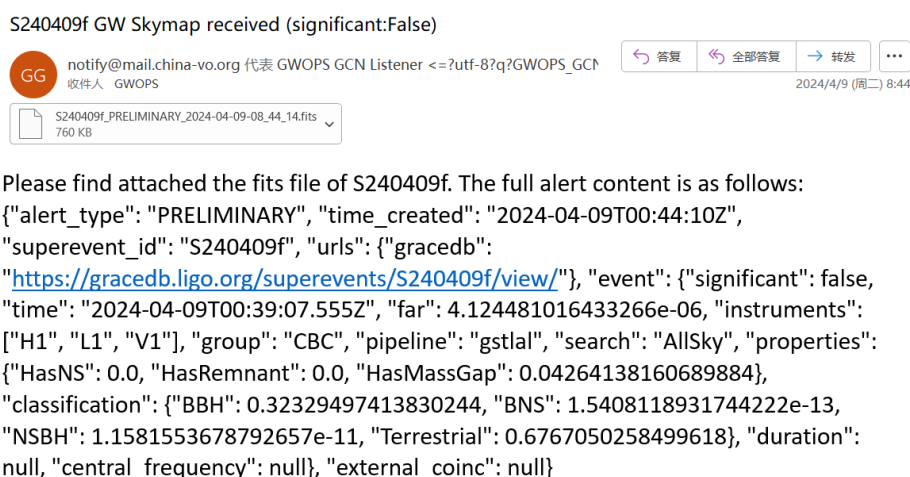 S240409f GW Skymap received (significant:False)
GG
notify@mail.china-vo.org 代表 GWOPS GCN Listener <=?utf-8?q?GWOPS_GCN
收件人 GWOPS
答复
全部答复
转发
2024/4/9 (周二) 8:44
S240409f_PRELIMINARY_2024-04-09-08_44_14.fits
760 KB
Please find attached the fits file of S240409f. The full alert content is as follows:
{"alert_type": "PRELIMINARY", "time_created": "2024-04-09T00:44:10Z",
"superevent_id": "S240409f", "urls": {"gracedb":
"https://gracedb.ligo.org/superevents/S240409f/view/"}, "event": {"significant": false,
"time": "2024-04-09T00:39:07.555Z", "far": 4.124481016433266e-06, "instruments":
["H1", "L1", "V1"], "group": "CBC", "pipeline": "gstlal", "search": "AllSky", "properties":
{"HasNS": 0.0, "HasRemnant": 0.0, "HasMassGap": 0.04264138160689884},
"classification": {"BBH": 0.32329497413830244, "BNS": 1.5408118931744222e-13,
"NSBH": 1.1581553678792657e-11, "Terrestrial": 0.6767050258499618}, "duration":
null, "central_frequency": null}, "external_coinc": null}